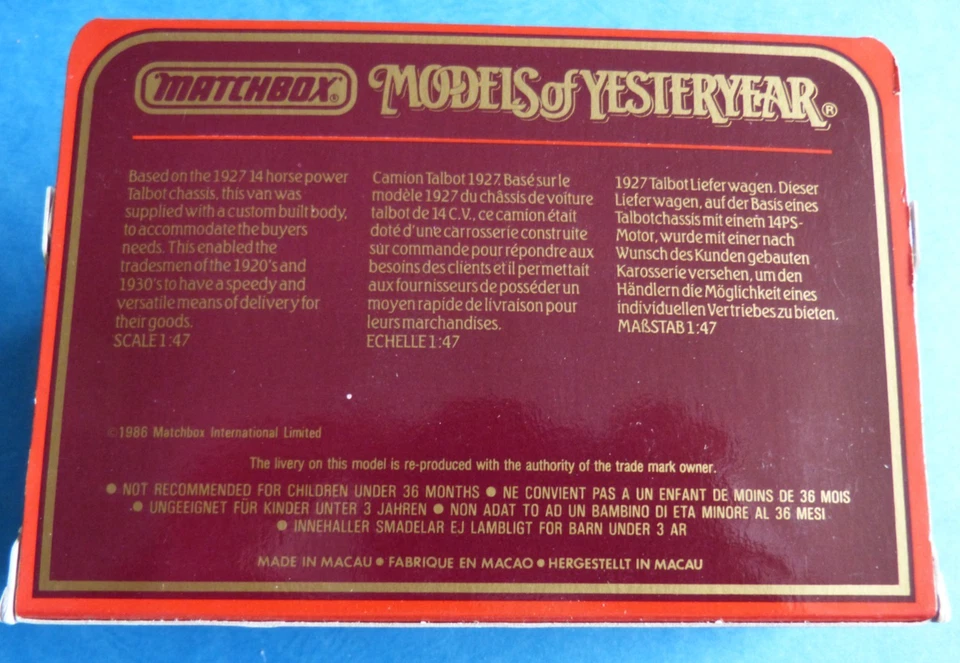 MATCHBOX® MODELS of YESTERYEAR®
Based on the 1927 14 horse power
Talbot chassis, this van was
supplied with a custom built body,
to accommodate the buyers
needs. This enabled the
tradesmen of the 1920's and
1930's to have a speedy and
versatile means of delivery for
their goods.
SCALE 1:47
Camion Talbot 1927. Basé sur le
modèle 1927 du châssis de voiture
talbot de 14 C.V., ce camion était
doté d'une carrosserie construite
sur commande pour répondre aux
besoins des clients et il permettait
aux fournisseurs de posséder un
moyen rapide de livraison pour
leurs marchandises.
ECHELLE 1:47
1927 Talbot Lieferwagen. Dieser
Lieferwagen, auf der Basis eines
Talbotchassis mit einem 14PS-
Motor, wurde mit einer nach
Wunsch des Kunden gebauten
Karosserie versehen, um den
Händlern die Möglichkeit eines
individuellen Vertriebes zu bieten.
MAßSTAB 1:47
©1986 Matchbox International Limited
The livery on this model is re-produced with the authority of the trade mark owner.
● NOT RECOMMENDED FOR CHILDREN UNDER 36 MONTHS ● NE CONVIENT PAS A UN ENFANT DE MOINS DE 36 MOIS
● UNGEEIGNET FÜR KINDER UNTER 3 JAHREN ● NON ADAT TO AD UN BAMBINO DI ETA MINORE AL 36 MESI
● INNEHALLER SMADELAR EJ LAMBLIGT FOR BARN UNDER 3 AR
MADE IN MACAU ● FABRIQUE EN MACAO ● HERGESTELLT IN MACAU